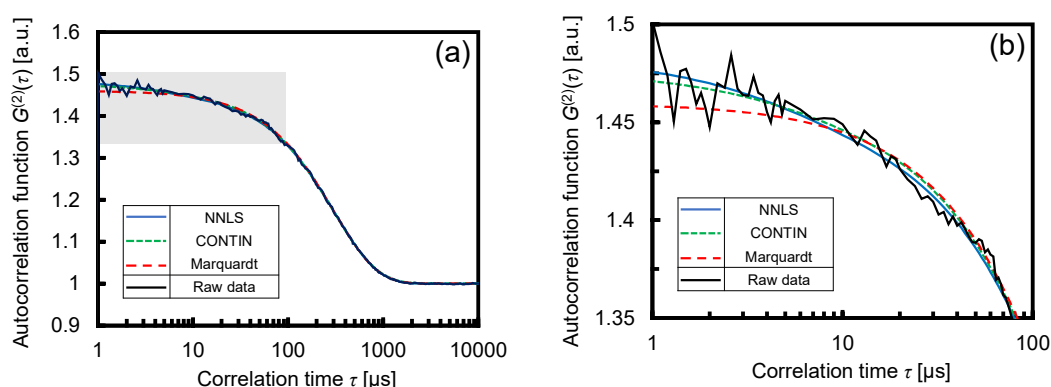 (a)
Autocorrelation function G(2)(τ) [a.u.]
1.6
1.5
1.4
1.3
1.2
1.1
1
0.9
NNLS
CONTIN
Marquardt
Raw data
1 10 100 1000 10000
Correlation time τ [μs]
(b)
Autocorrelation function G(2)(τ) [a.u.]
1.5
1.45
1.4
1.35
NNLS
CONTIN
Marquardt
Raw data
1 10 100
Correlation time τ [μs]